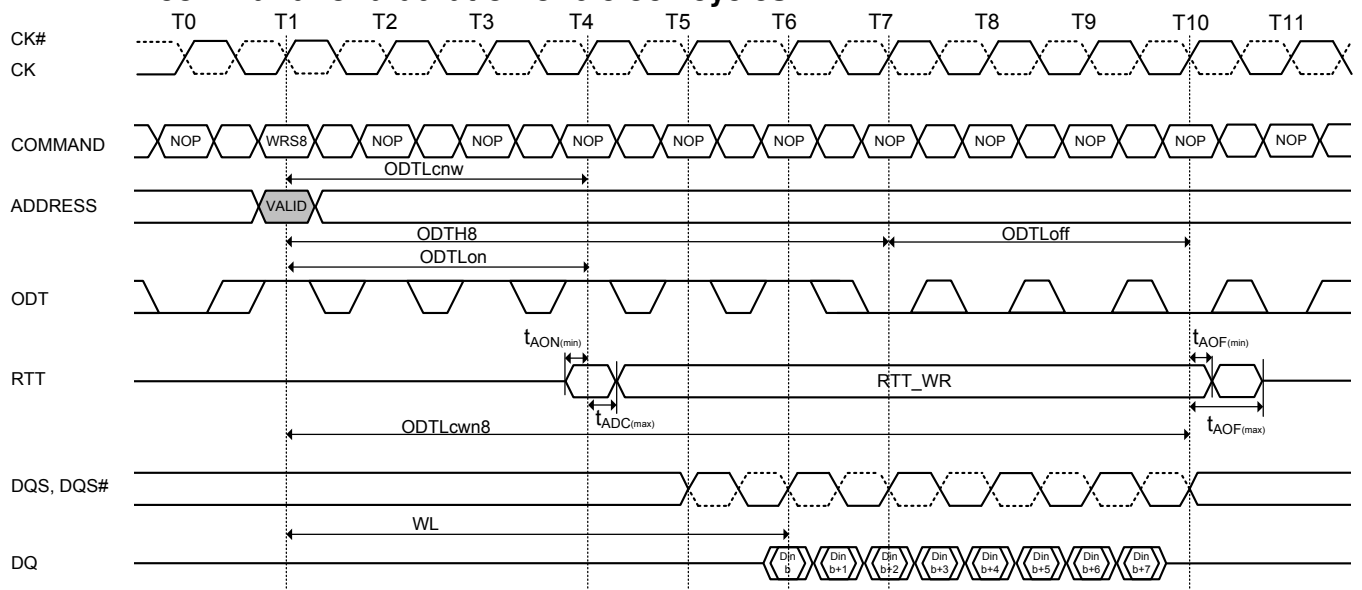 T0 T1 T2 T3 T4 T5 T6 T7 T8 T9 T10 T11
CK#
CK
COMMAND NOP WRS8 NOP NOP NOP NOP NOP NOP NOP NOP NOP NOP
ODTLcnw
ADDRESS VALID
ODTH8 ODTLoff
ODTLon
ODT
tAON(min) tAOF(min)
RTT RTT_WR
tADC(max) tAOF(max)
ODTLcwn8
DQS, DQS#
WL
DQ Din b Din b+1 Din b+2 Din b+3 Din b+4 Din b+5 Din b+6 Din b+7